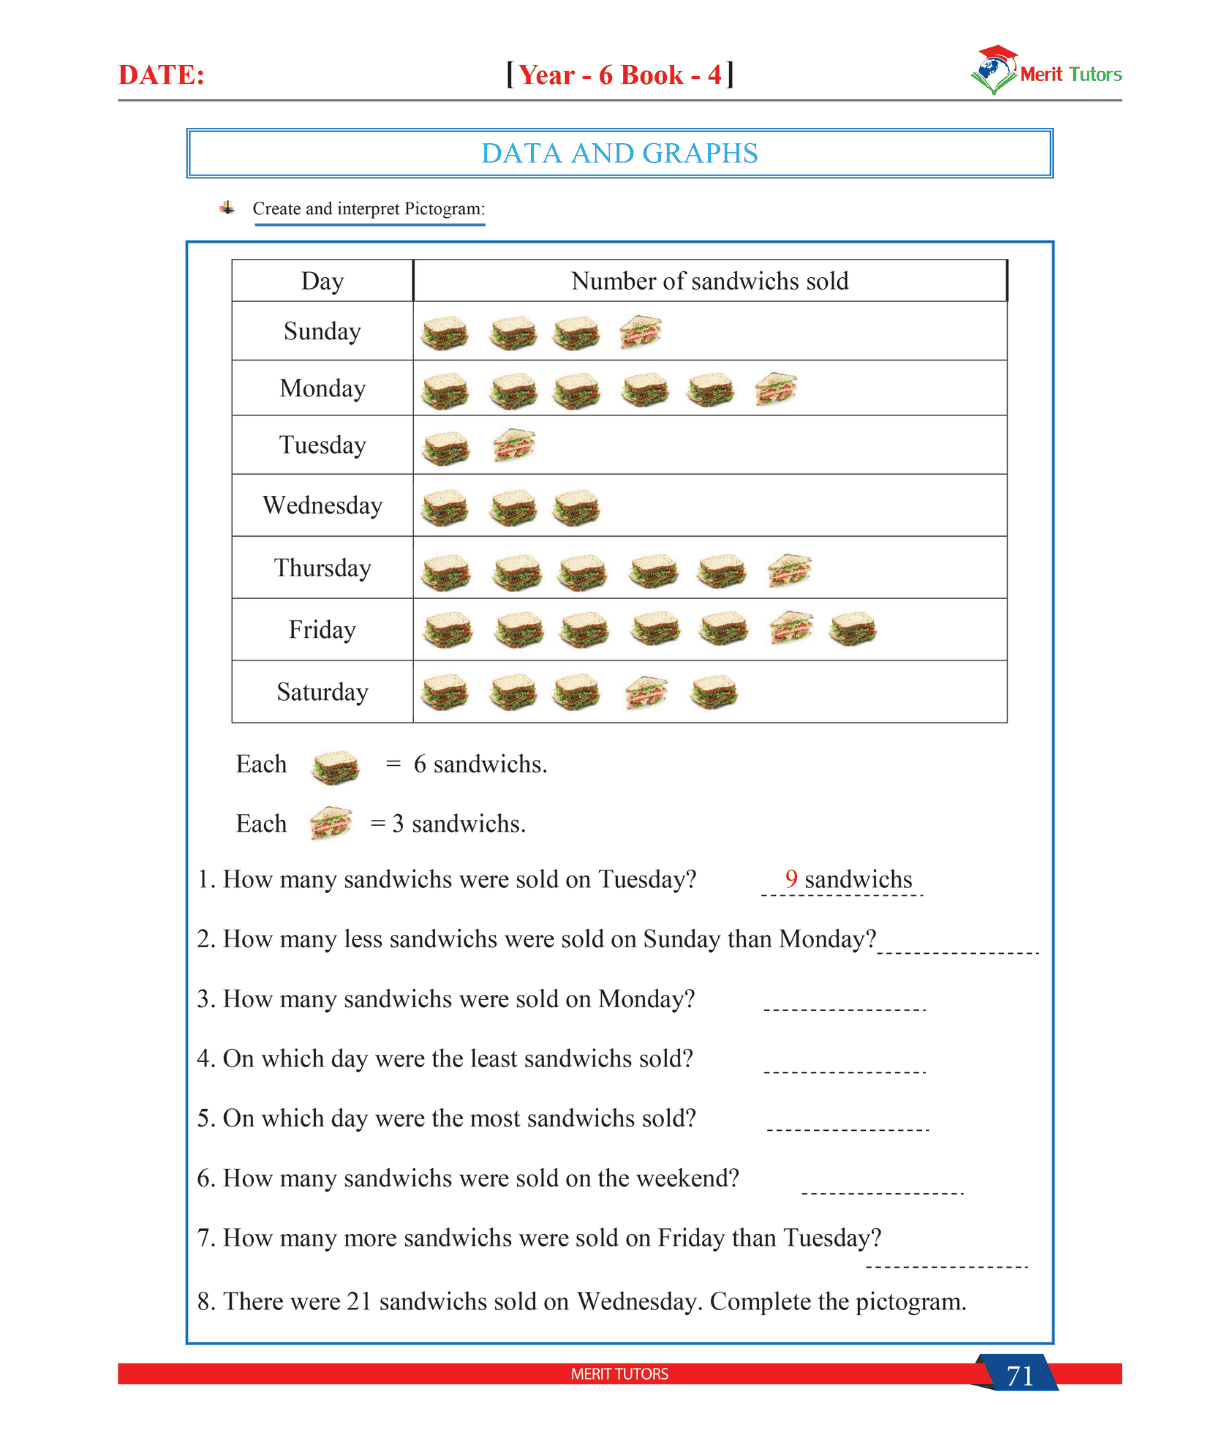 DATE:
[Year - 6 Book - 4]
Merit Tutors
DATA AND GRAPHS
Create and interpret Pictogram:
Day Number of sandwichs sold
Sunday
Monday
Tuesday
Wednesday
Thursday
Friday
Saturday
Each = 6 sandwichs.
Each = 3 sandwichs.
1. How many sandwichs were sold on Tuesday? 9 sandwichs
2. How many less sandwichs were sold on Sunday than Monday?
3. How many sandwichs were sold on Monday?
4. On which day were the least sandwichs sold?
5. On which day were the most sandwichs sold?
6. How many sandwichs were sold on the weekend?
7. How many more sandwichs were sold on Friday than Tuesday?
8. There were 21 sandwichs sold on Wednesday. Complete the pictogram.
MERIT TUTORS
71